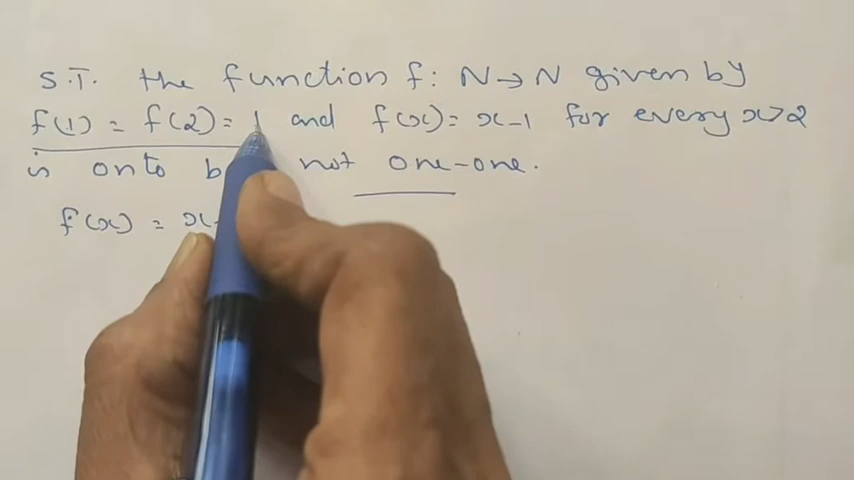 S.T. the function f: N→N given by
f(1) = f(2) = 1 and f(x) = x-1 for every x>2
is onto b not one-one.
f(x) = x-